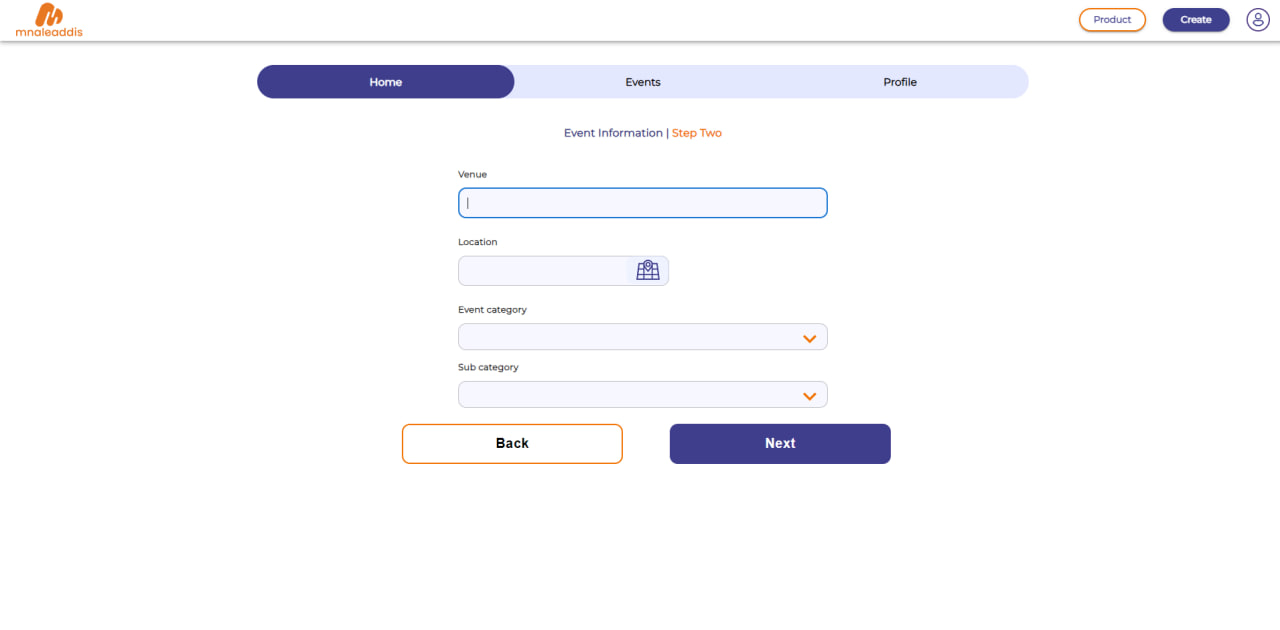 mnaleaddis
Product
Create
Home
Events
Profile
Event Information | Step Two
Venue
Location
Event category
Sub category
Back
Next